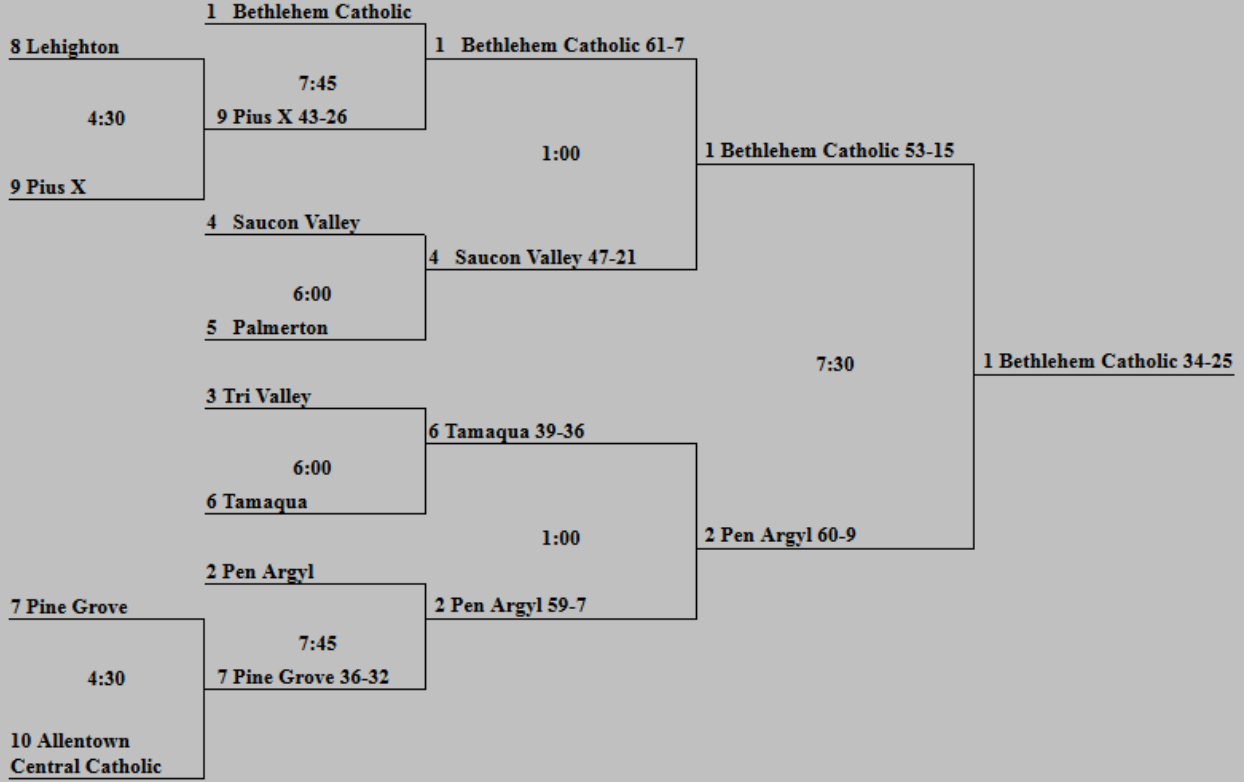 1 Bethlehem Catholic
8 Lehighton
1 Bethlehem Catholic 61-7
7:45
4:30
9 Pius X 43-26
1:00
1 Bethlehem Catholic 53-15
9 Pius X
4 Saucon Valley
4 Saucon Valley 47-21
6:00
5 Palmerton
7:30
1 Bethlehem Catholic 34-25
3 Tri Valley
6 Tamaqua 39-36
6:00
6 Tamaqua
1:00
2 Pen Argyl 60-9
2 Pen Argyl
7 Pine Grove
2 Pen Argyl 59-7
7:45
4:30
7 Pine Grove 36-32
10 Allentown
Central Catholic